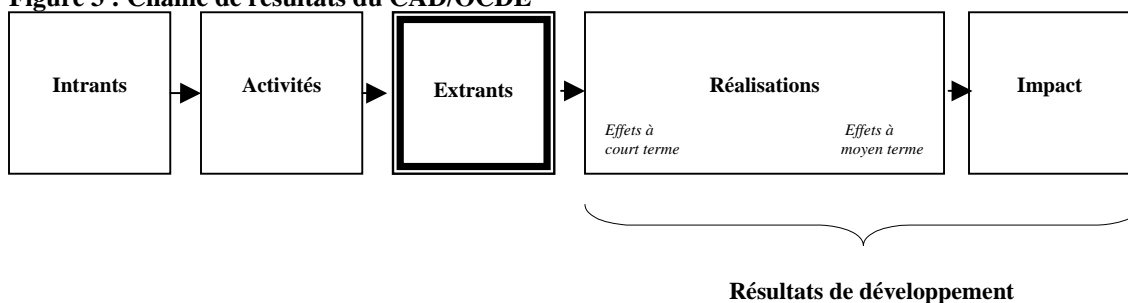 Figure 3 : Chaîne de résultats du CAD/OCDE
Intrants
Activités
Extrants
Réalisations
Effets à
court terme
Effets à
moyen terme
Impact
Résultats de développement